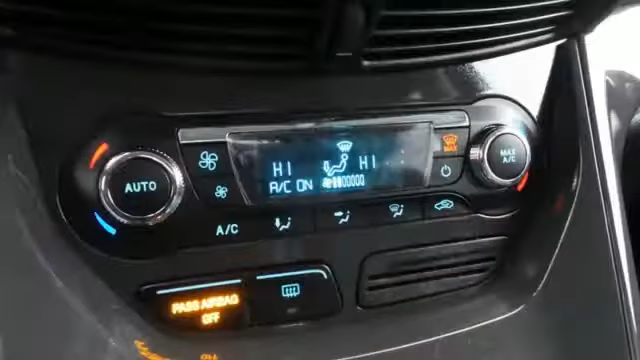 HI HI
A/C ON
MAX
AUTO
MAX
A/C
A/C
PASS AIRBAG
OFF